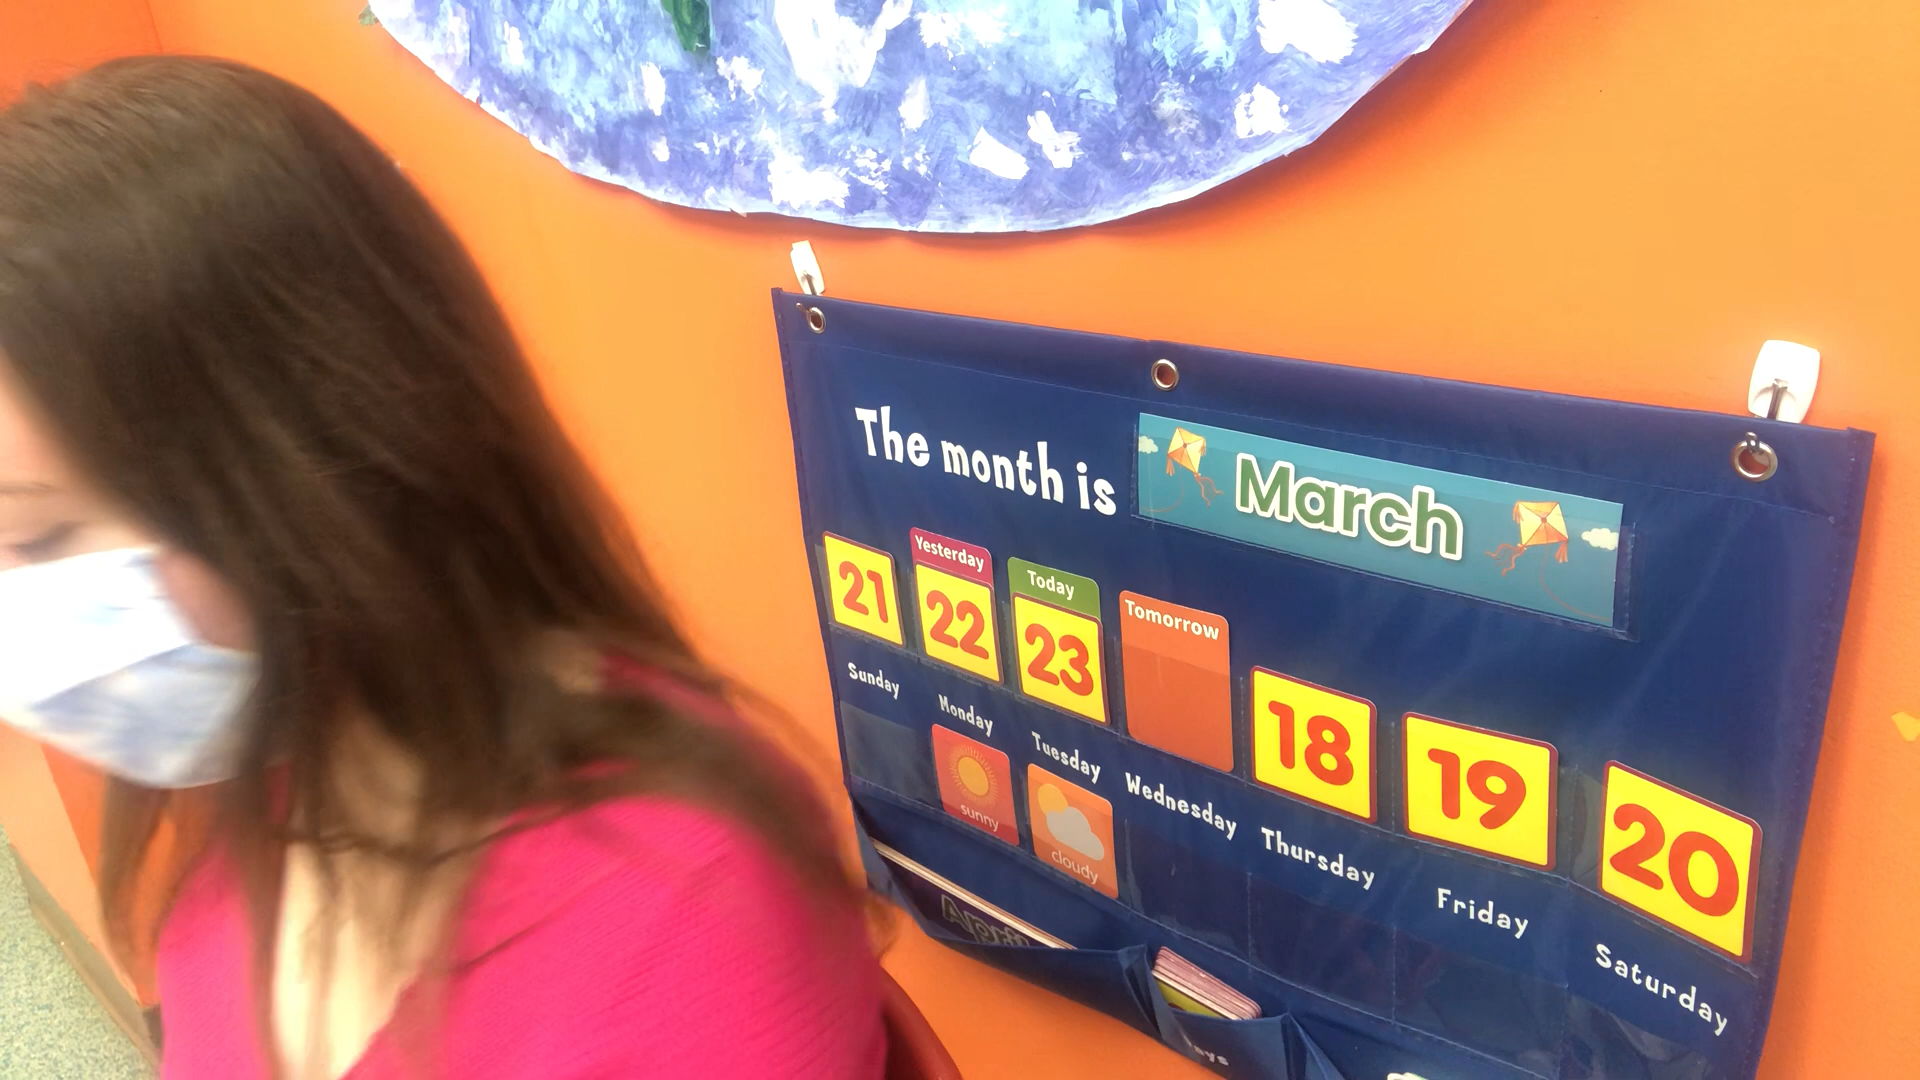 The month is March
Yesterday
Today
Tomorrow
21 22 23 18 19 20
Sunday Monday Tuesday Wednesday Thursday Friday Saturday
sunny cloudy
April